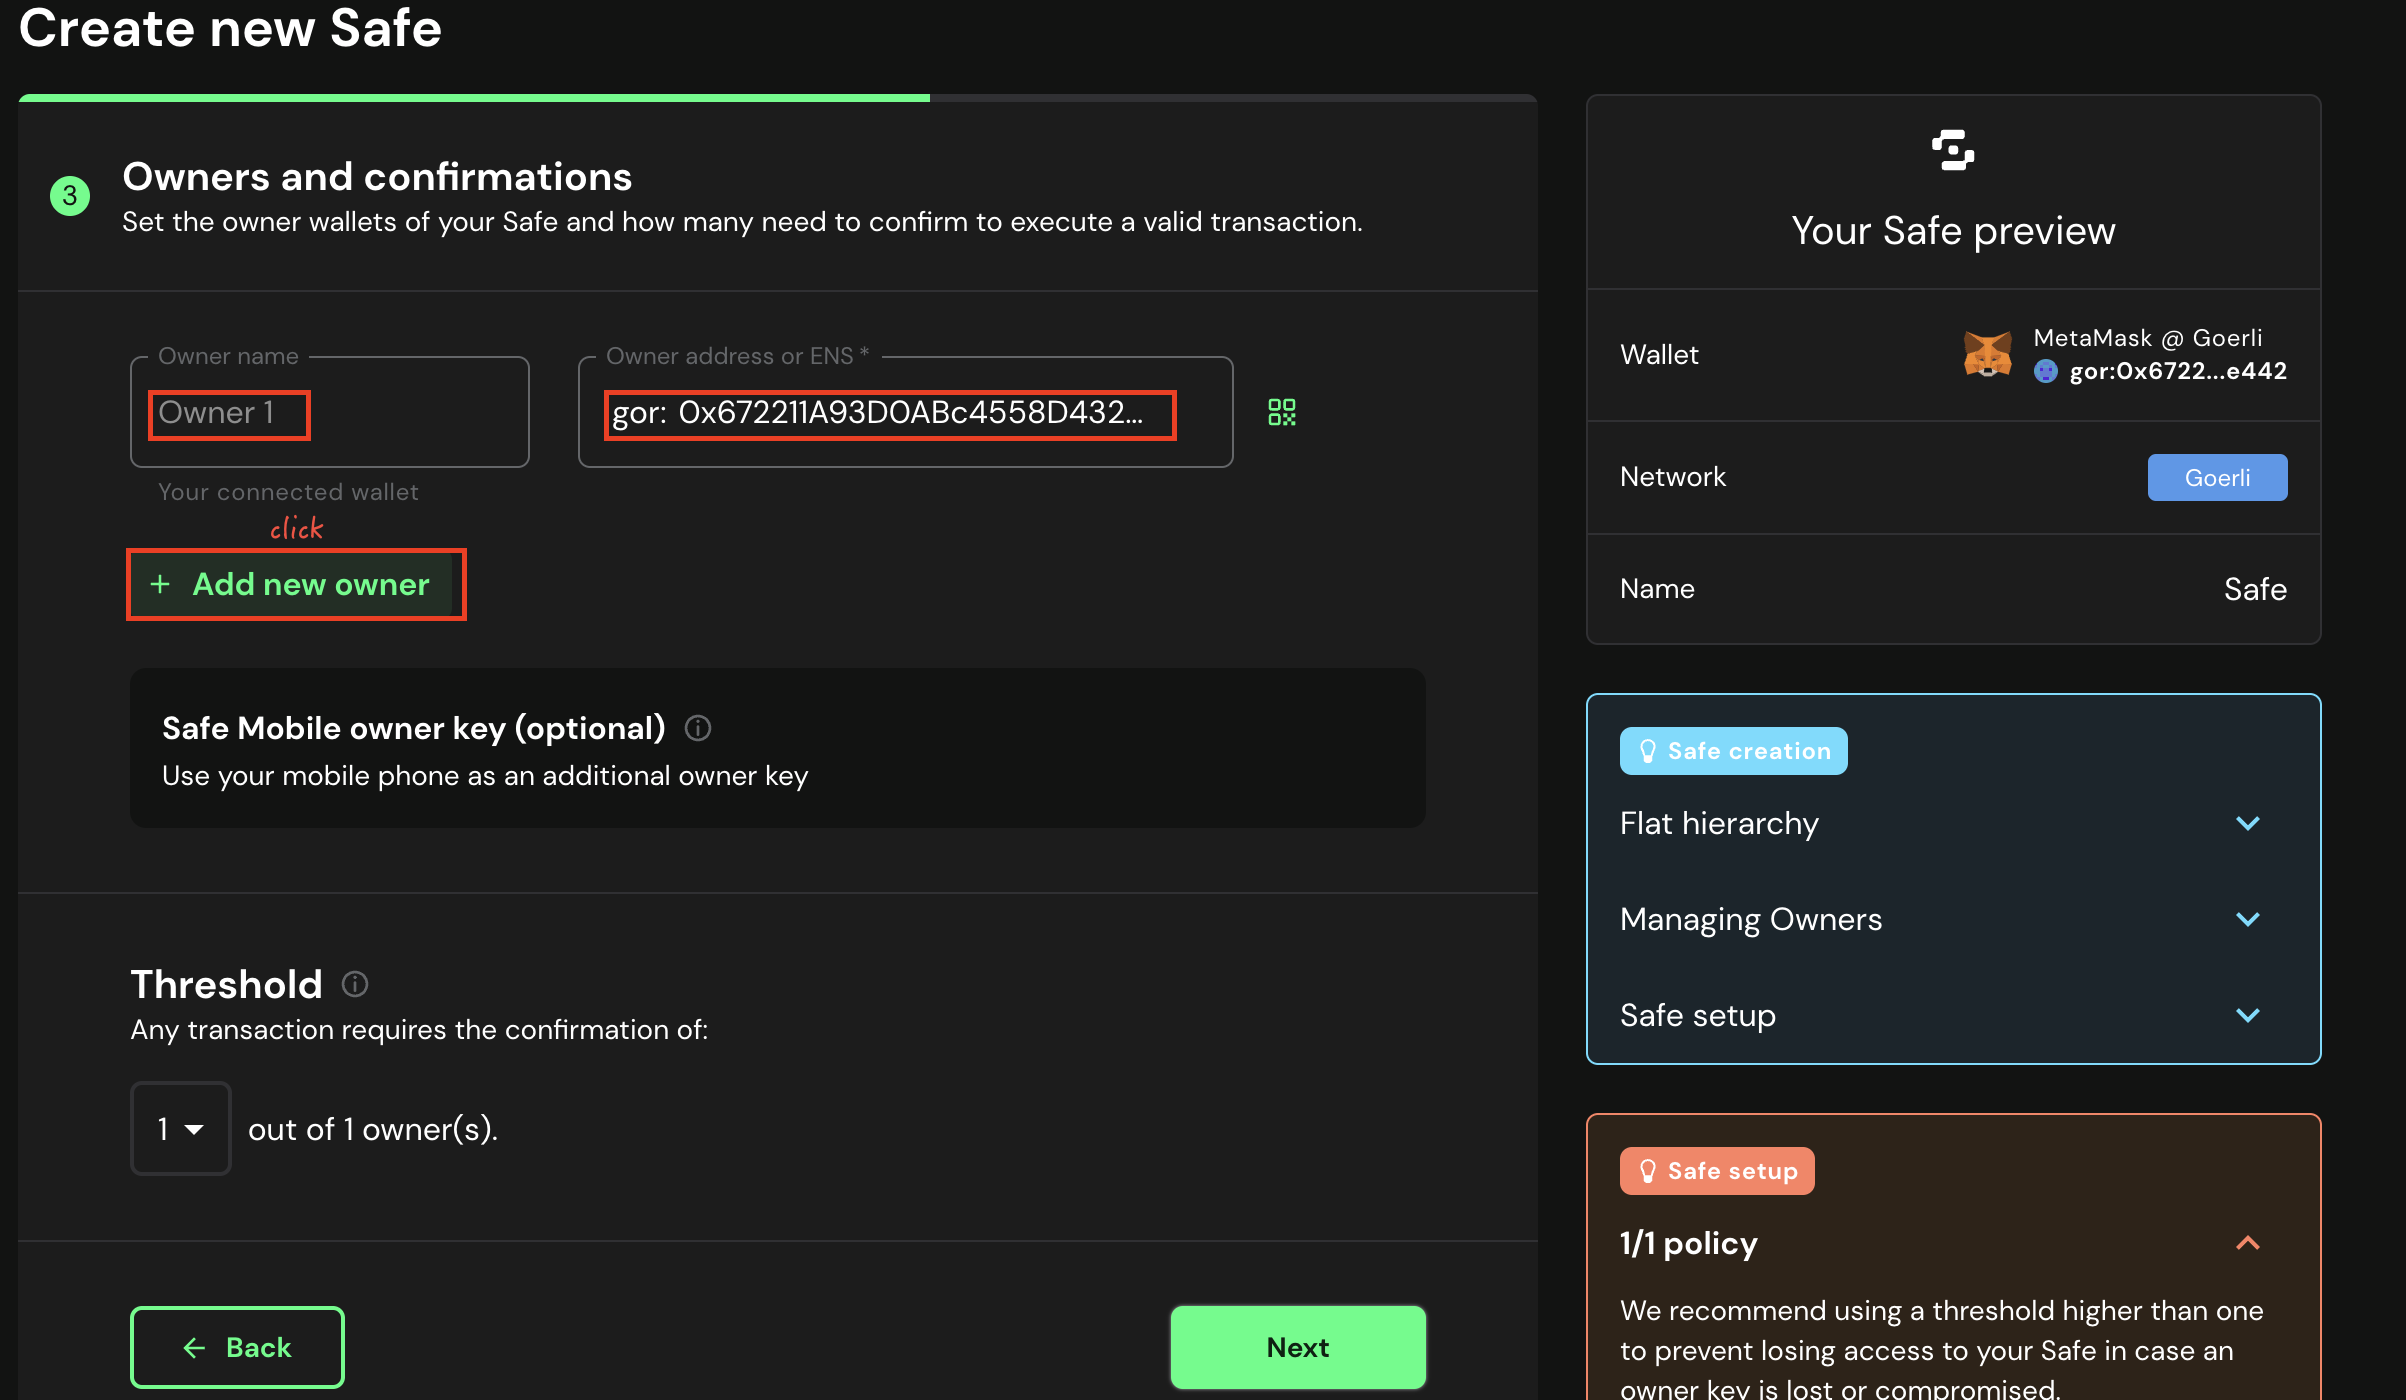 Create new Safe
3
Owners and confirmations
Set the owner wallets of your Safe and how many need to confirm to execute a valid transaction.
Owner name
Owner 1
Owner address or ENS *
gor: 0x672211A93D0ABc4558D432...
Your connected wallet
click
+ Add new owner
Safe Mobile owner key (optional)
Use your mobile phone as an additional owner key
Threshold
Any transaction requires the confirmation of:
1 out of 1 owner(s).
Back
Next
Your Safe preview
Wallet
MetaMask @ Goerli
gor:0x6722...e442
Network
Goerli
Name
Safe
Safe creation
Flat hierarchy
Managing Owners
Safe setup
Safe setup
1/1 policy
We recommend using a threshold higher than one
to prevent losing access to your Safe in case an
owner key is lost or compromised.